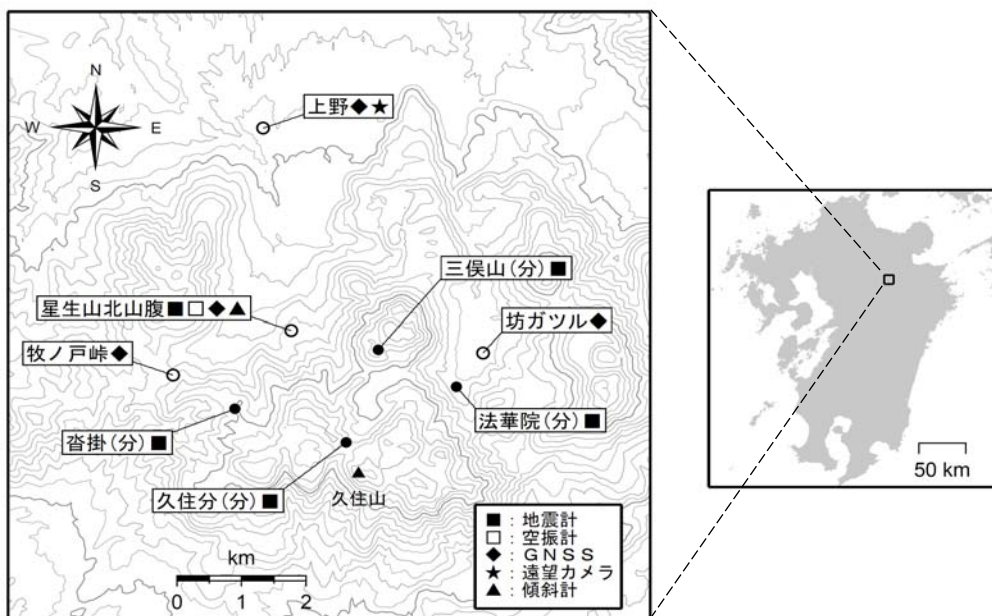 N
W
E
S
上野◆★
三俣山(分)■
星生山北山腹■□◆▲
坊ガツル◆
牧ノ戸峠◆
沓掛(分)■
法華院(分)■
久住分(分)■
久住山
km
0 1 2
■:地震計
□:空振計
◆:GNSS
★:遠望カメラ
▲:傾斜計
50 km